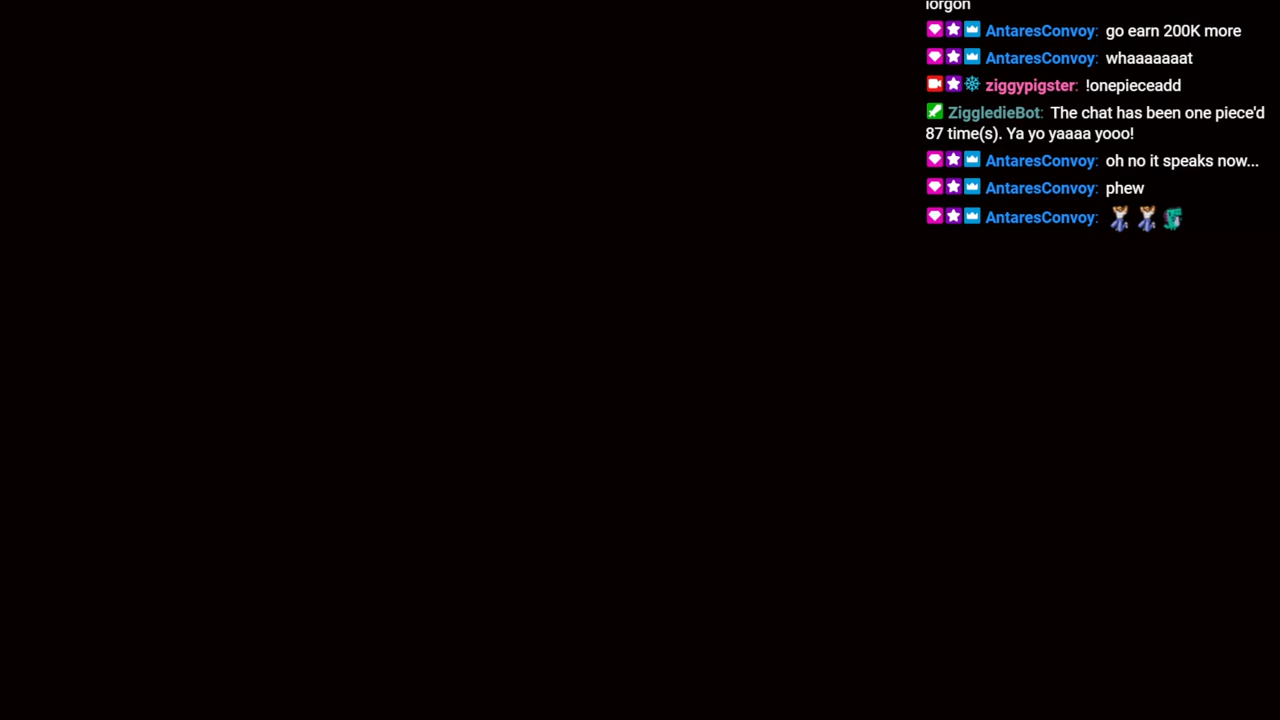 iorgon
AntaresConvoy: go earn 200K more
AntaresConvoy: whaaaaaaat
ziggypigster: !onepieceadd
ZiggledieBot: The chat has been one piece'd
87 time(s). Ya yo yaaaa yooo!
AntaresConvoy: oh no it speaks now...
AntaresConvoy: phew
AntaresConvoy: